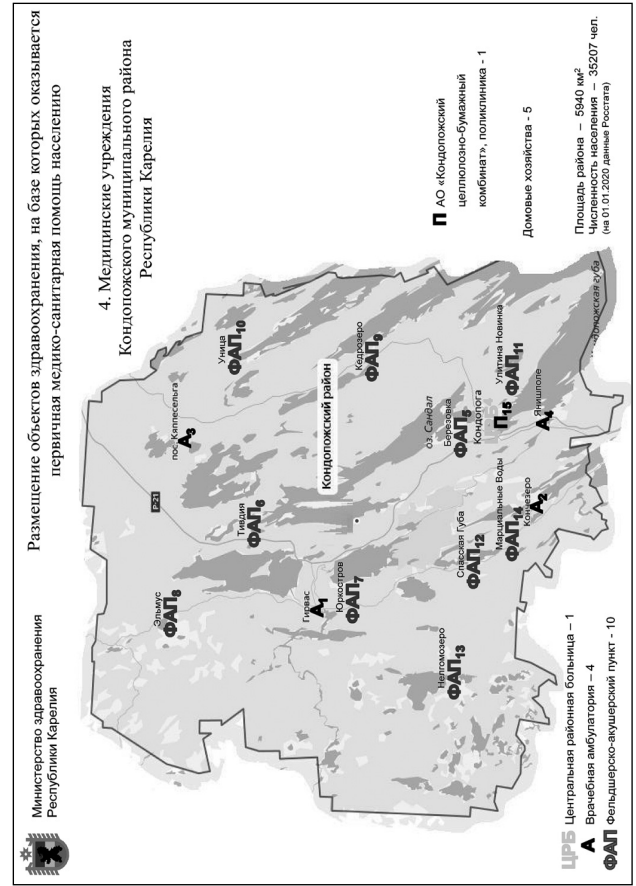 Министерство здравоохранения
Республики Карелия
Размещение объектов здравоохранения, на базе которых оказывается
первичная медико-санитарная помощь населению
4. Медицинские учреждения
Кондопожского муниципального района
Республики Карелия
P-21
Эльмус
ФАП8
пос. Кяппесельга
А3
Уница
ФАП10
Тивдия
ФАП6
Гирвас
А1
Юркостров
ФАП7
Кондопожский район
Кедрозеро
ФАП9
оз. Сандал
Березовка
ФАП5
Кондопога
П15
Улитина Новинка
ФАП11
Янишполе
А4
Спасская Губа
ФАП12
Марциальные Воды
ФАП14
Кончезеро
А2
Нелгомозеро
ФАП13
ЦРБ Центральная районная больница – 1
А Врачебная амбулатория – 4
ФАП Фельдшерско-акушерский пункт - 10
П АО «Кондопожский
целлюлозно-бумажный
комбинат», поликлиника - 1
Домовые хозяйства - 5
Площадь района – 5940 км²
Численность населения – 35207 чел.
(на 01.01.2020 данные Росстата)